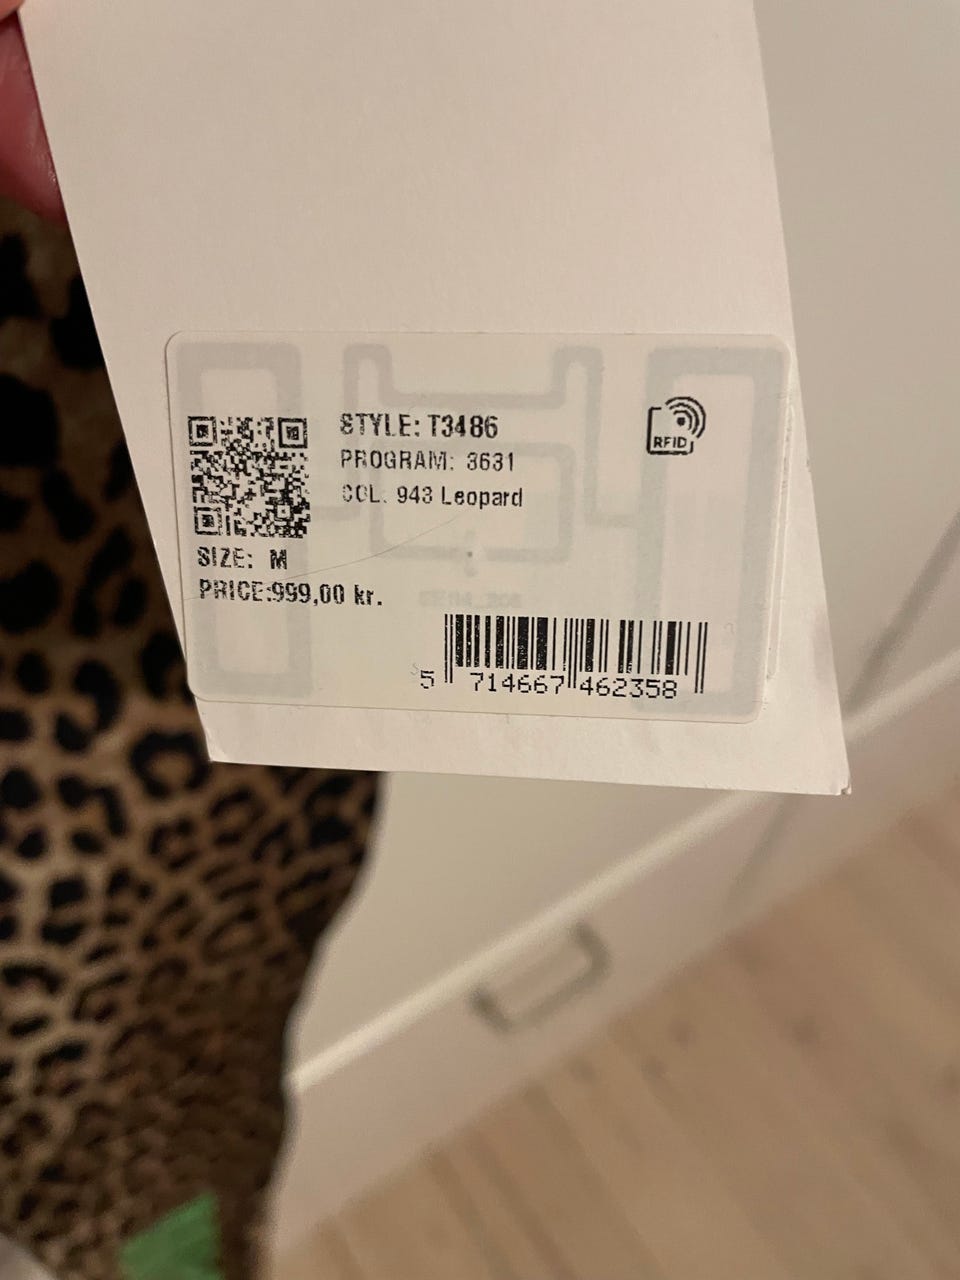 STYLE: T3486
PROGRAM: 3631
COL. 943 Leopard
RFID
SIZE: M
PRICE:999,00 kr.
5 714667 462358